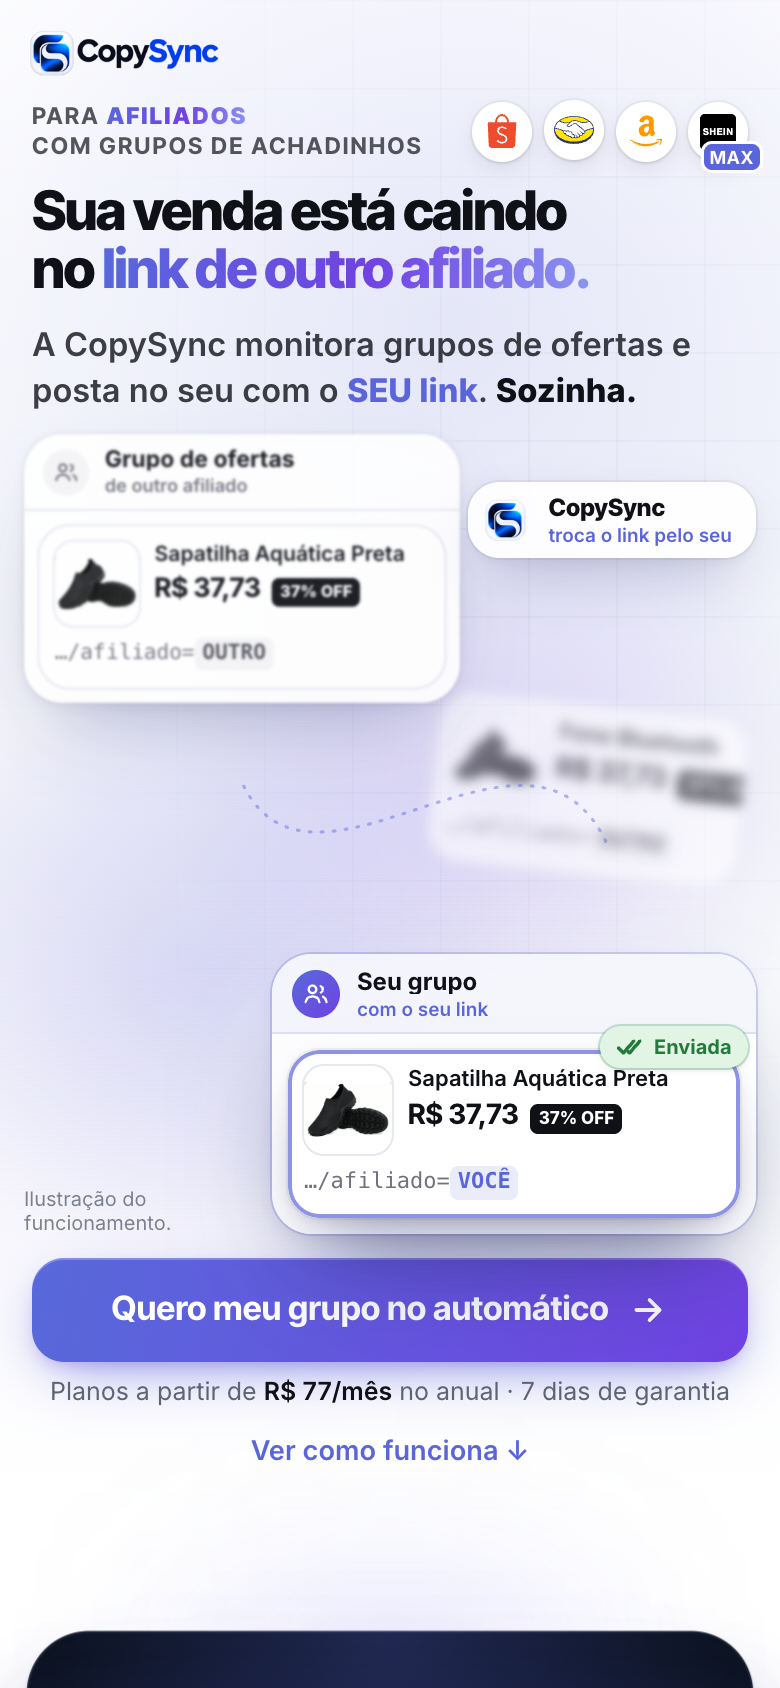 CopySync
PARA AFILIADOS
COM GRUPOS DE ACHADINHOS
SHEIN
MAX
Sua venda está caindo
no link de outro afiliado.
A CopySync monitora grupos de ofertas e
posta no seu com o SEU link. Sozinha.
Grupo de ofertas
de outro afiliado
Sapatilha Aquática Preta
R$ 37,73 37% OFF
.../afiliado= OUTRO
CopySync
troca o link pelo seu
R$ 37,73
Seu grupo
com o seu link
Enviada
Sapatilha Aquática Preta
R$ 37,73 37% OFF
.../afiliado= VOCÊ
Ilustração do
funcionamento.
Quero meu grupo no automático →
Planos a partir de R$ 77/mês no anual · 7 dias de garantia
Ver como funciona ↓